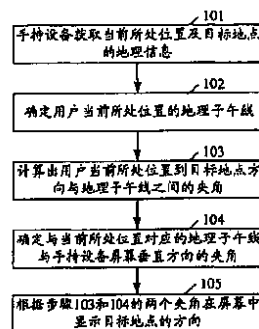 101
手持设备获取当前所处位置及目标地点
的地理信息
102
确定用户当前所处位置的地理子午线
103
计算出用户当前所处位置到目标地点方
向与地理子午线之间的夹角
104
确定与当前所处位置对应的地理子午线
与手持设备屏幕垂直方向的夹角
105
根据步骤103和104的两个夹角在屏幕中
显示目标地点的方向